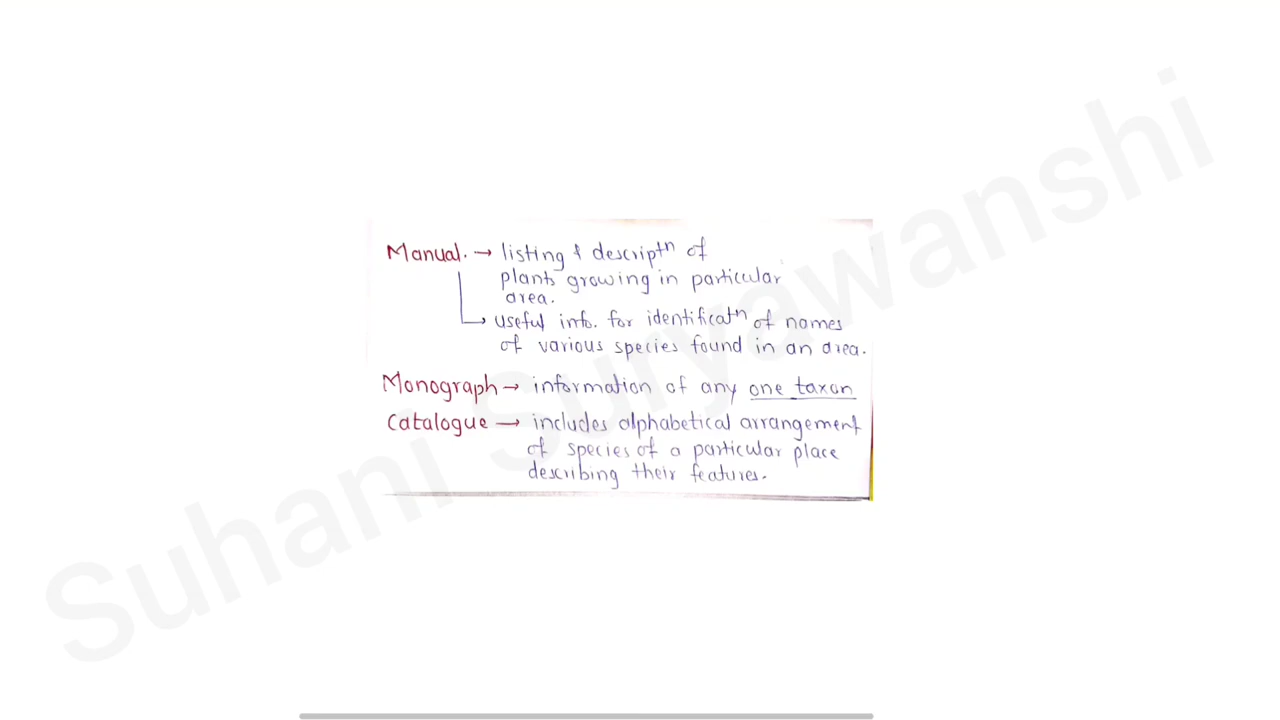 Manual. → listing & descriptⁿ of
plants growing in particular
area.
→ useful info. for identificatⁿ of names
of various species found in an area.
Monograph → information of any one taxon
Catalogue → includes alphabetical arrangement
of species of a particular place
describing their features.
Suhani Suryawanshi